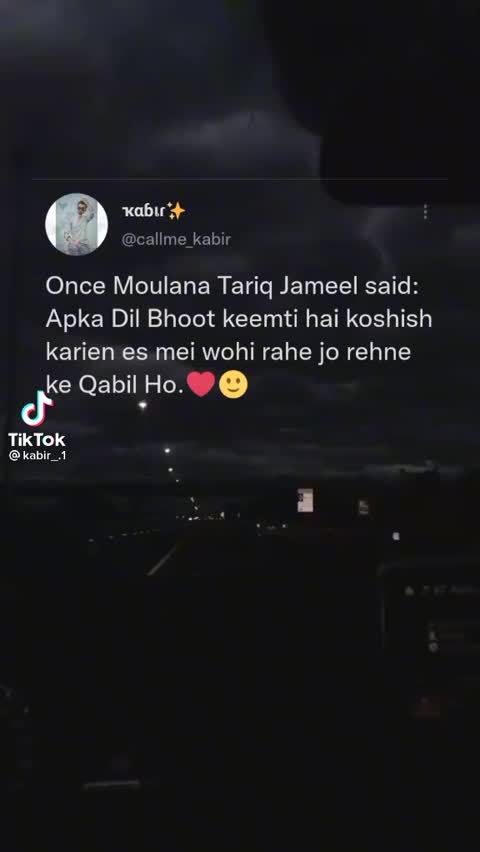 ƙαɓιɾ✨
@callme_kabir
Once Moulana Tariq Jameel said:
Apka Dil Bhoot keemti hai koshish
karien es mei wohi rahe jo rehne
ke Qabil Ho.❤️🙂
TikTok
@kabir_.1